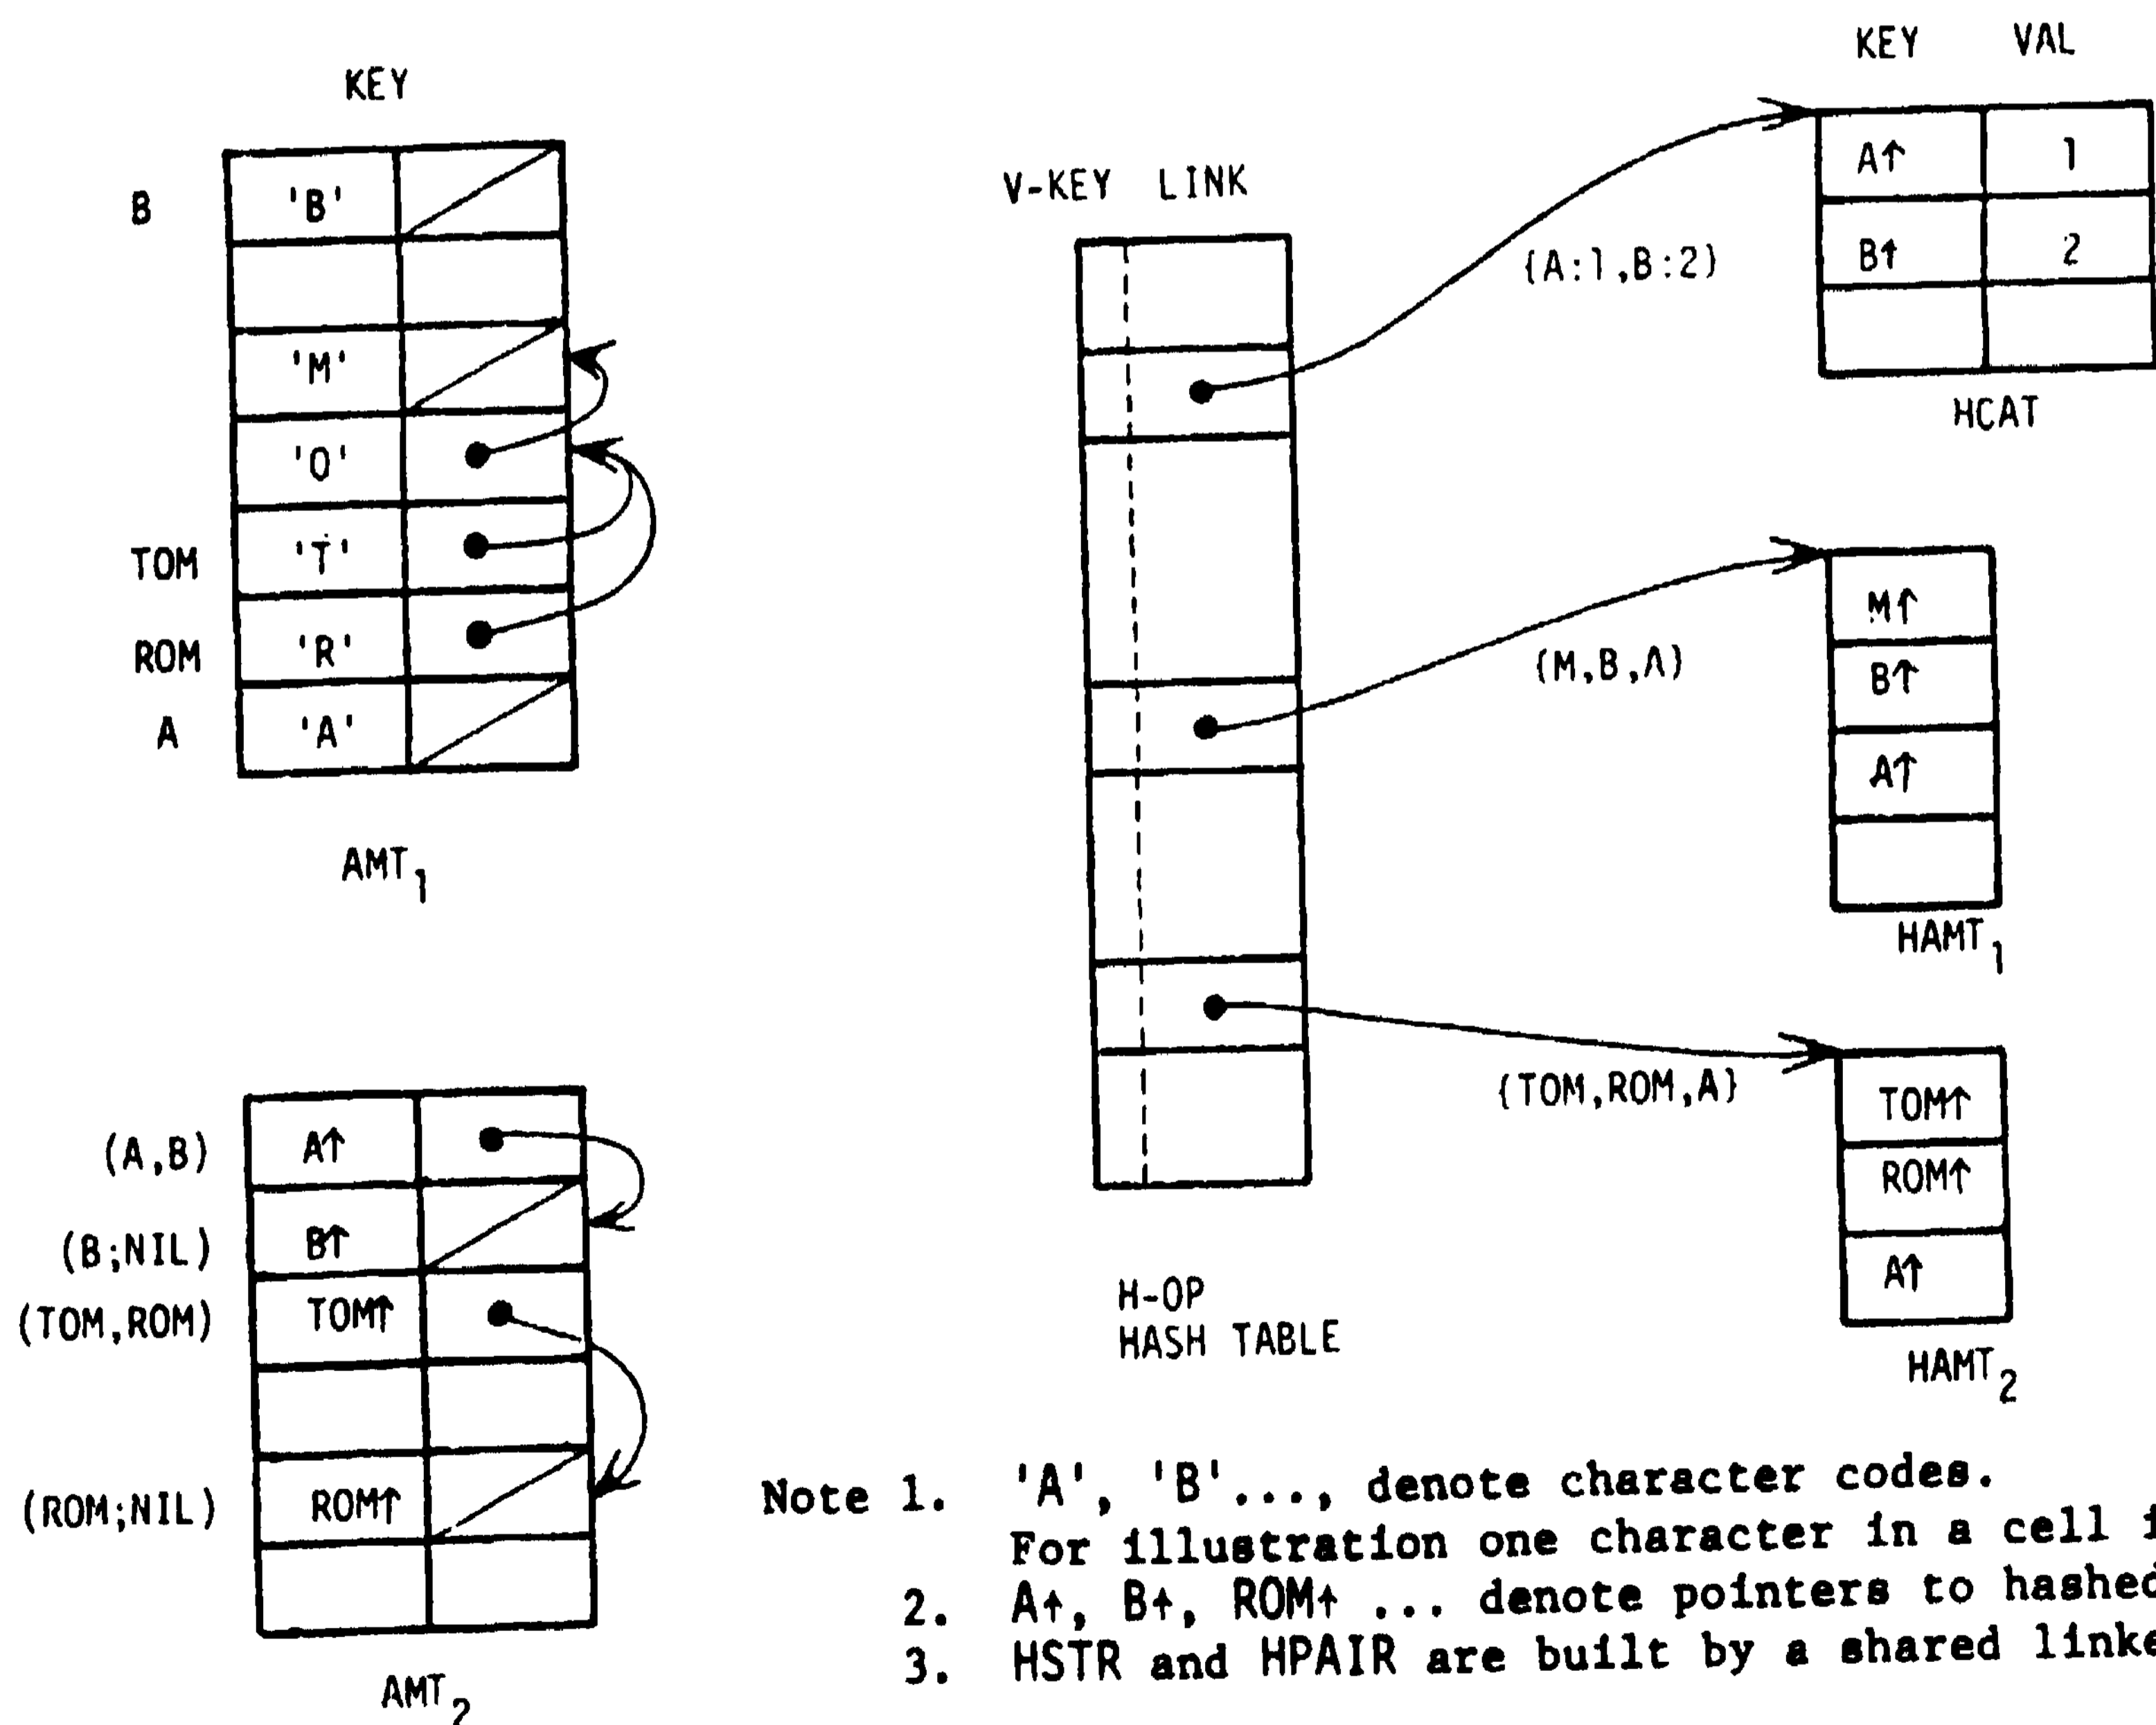 KEY
B 'B'
'M'
'O'
TOM 'T'
ROM 'R'
A 'A'
AMT1
(A,B) A↑
(B;NIL) B↑
(TOM,ROM) TOM↑
(ROM;NIL) ROM↑
AMT2
V-KEY LINK
H-OP
HASH TABLE
{A:1,B:2}
{M,B,A}
{TOM,ROM,A}
KEY VAL
A↑ 1
B↑ 2
HCAT
M↑
B↑
A↑
HAMT1
TOM↑
ROM↑
A↑
HAMT2
Note 1. 'A', 'B'..., denote character codes.
For illustration one character in a cell
2. A↑, B↑, ROM↑ ... denote pointers to hashed
3. HSTR and HPAIR are built by a shared